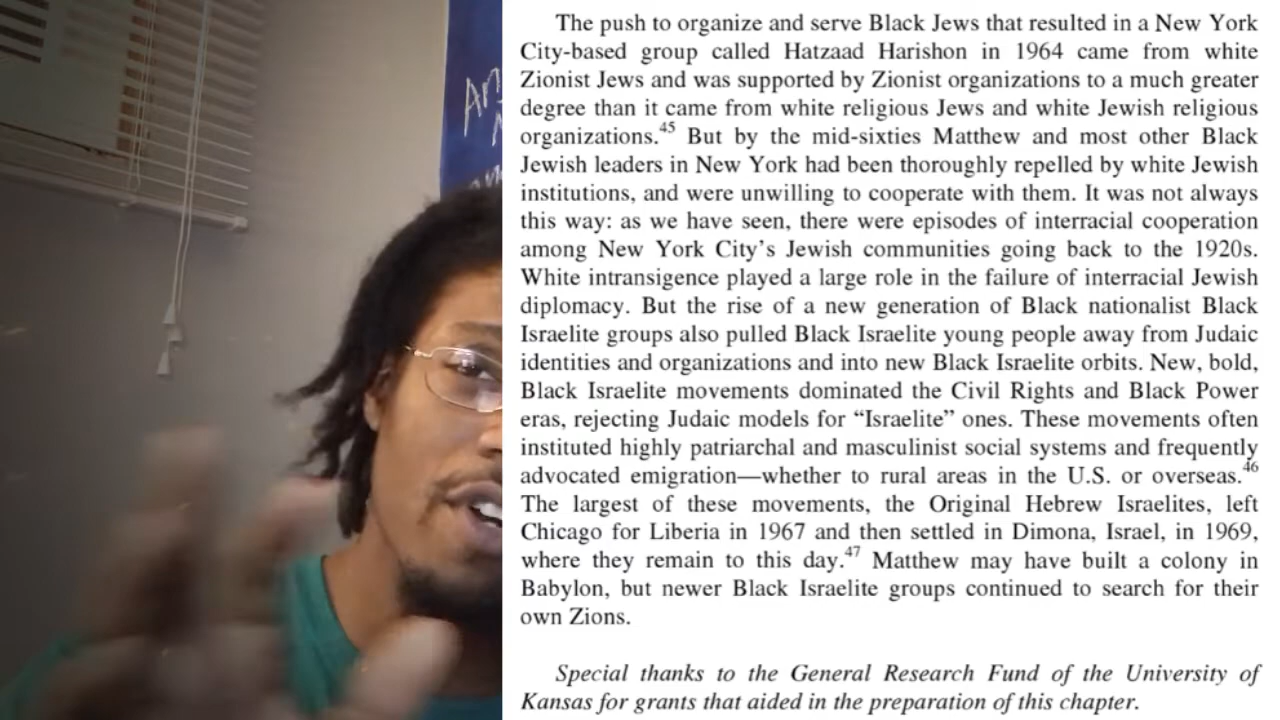 An
The push to organize and serve Black Jews that resulted in a New York
City-based group called Hatzaad Harishon in 1964 came from white
Zionist Jews and was supported by Zionist organizations to a much greater
degree than it came from white religious Jews and white Jewish religious
organizations.45 But by the mid-sixties Matthew and most other Black
Jewish leaders in New York had been thoroughly repelled by white Jewish
institutions, and were unwilling to cooperate with them. It was not always
this way: as we have seen, there were episodes of interracial cooperation
among New York City's Jewish communities going back to the 1920s.
White intransigence played a large role in the failure of interracial Jewish
diplomacy. But the rise of a new generation of Black nationalist Black
Israelite groups also pulled Black Israelite young people away from Judaic
identities and organizations and into new Black Israelite orbits. New, bold,
Black Israelite movements dominated the Civil Rights and Black Power
eras, rejecting Judaic models for “Israelite” ones. These movements often
instituted highly patriarchal and masculinist social systems and frequently
advocated emigration—whether to rural areas in the U.S. or overseas.46
The largest of these movements, the Original Hebrew Israelites, left
Chicago for Liberia in 1967 and then settled in Dimona, Israel, in 1969,
where they remain to this day.47 Matthew may have built a colony in
Babylon, but newer Black Israelite groups continued to search for their
own Zions.
Special thanks to the General Research Fund of the University of
Kansas for grants that aided in the preparation of this chapter.